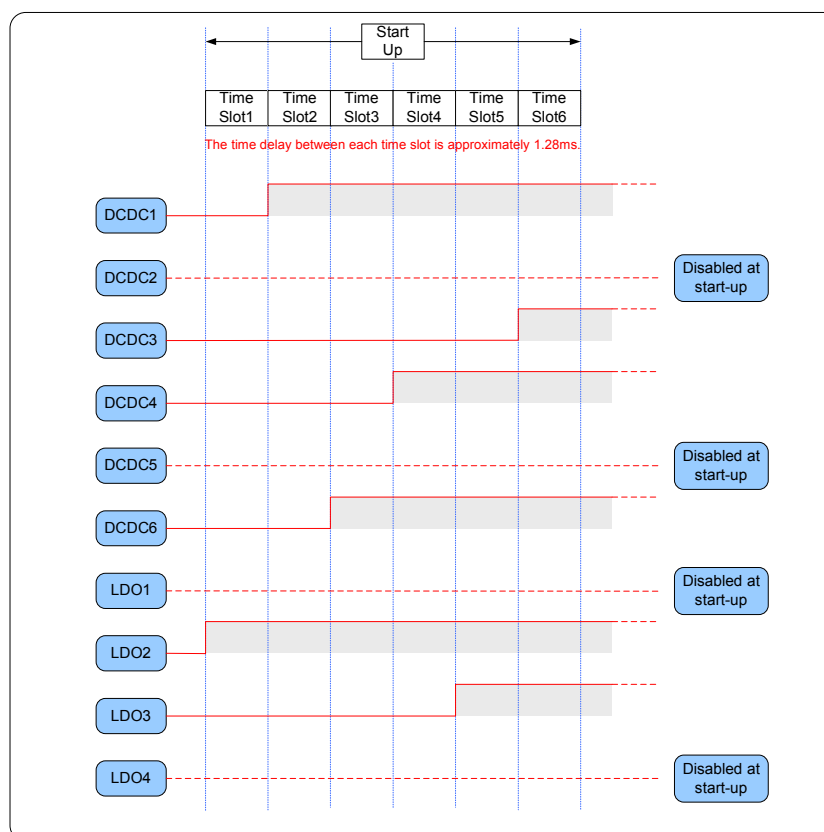 Start
Up
Time
Slot1
Time
Slot2
Time
Slot3
Time
Slot4
Time
Slot5
Time
Slot6
The time delay between each time slot is approximately 1.28ms.
DCDC1
DCDC2
Disabled at
start-up
DCDC3
DCDC4
DCDC5
Disabled at
start-up
DCDC6
LDO1
Disabled at
start-up
LDO2
LDO3
LDO4
Disabled at
start-up